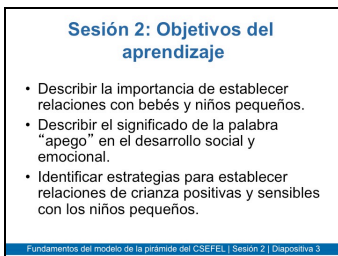 Sesión 2: Objetivos del
aprendizaje
• Describir la importancia de establecer
relaciones con bebés y niños pequeños.
• Describir el significado de la palabra
“apego” en el desarrollo social y
emocional.
• Identificar estrategias para establecer
relaciones de crianza positivas y sensibles
con los niños pequeños.
Fundamentos del modelo de la pirámide del CSEFEL | Sesión 2 | Diapositiva 3